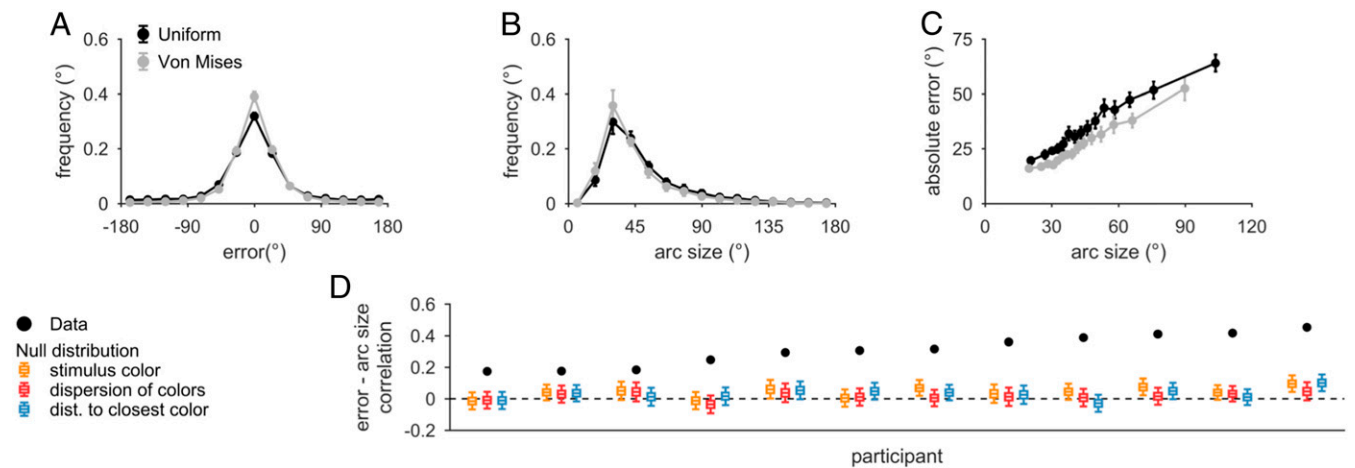 A
0.6
0.4
0.2
0
frequency (°)
-180 -90 0 90 180
error(°)
Uniform
Von Mises
B
0.6
0.4
0.2
0
frequency (°)
0 45 90 135 180
arc size (°)
C
75
50
25
0
absolute error (°)
0 30 60 90 120
arc size (°)
D
Data
Null distribution
stimulus color
dispersion of colors
dist. to closest color
error - arc size
correlation
0.6
0.4
0.2
0
-0.2
participant